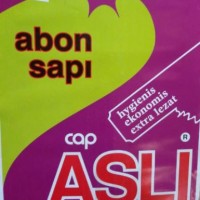 abon
sapi
hygienis
ekonomis
extra lezat
cap
ASLI
®